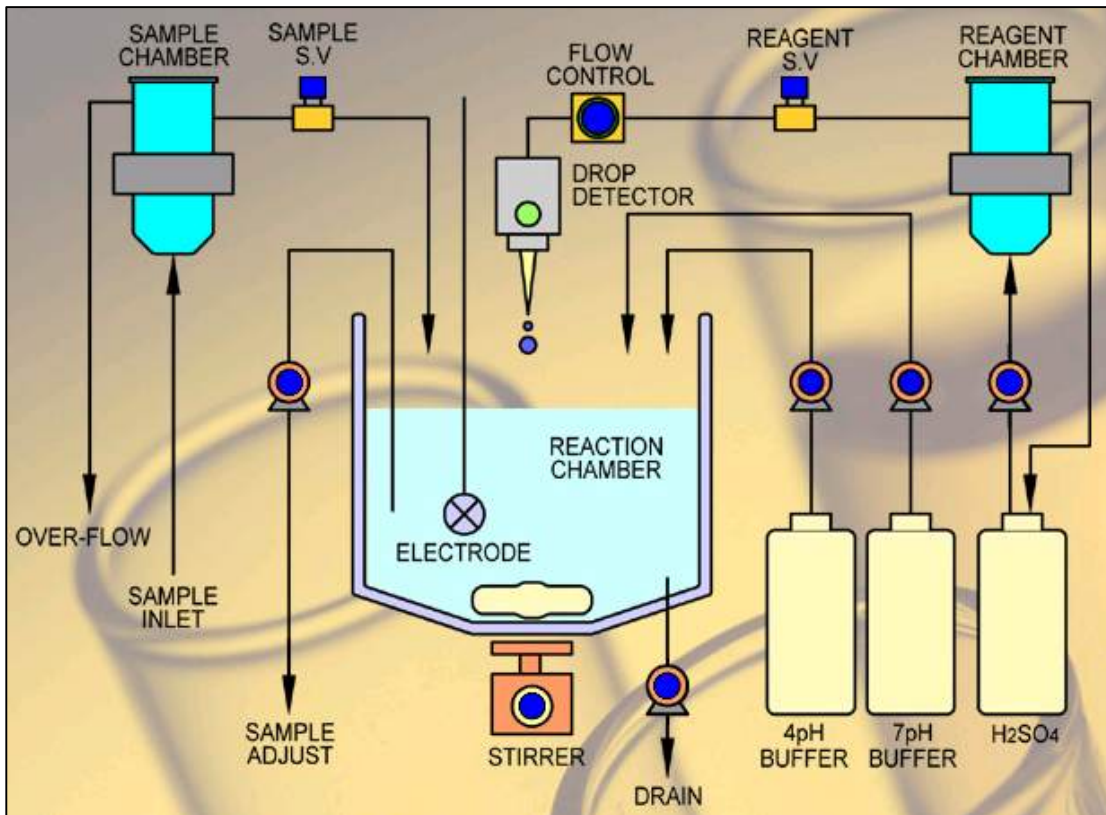 SAMPLE
CHAMBER
SAMPLE
S.V
FLOW
CONTROL
REAGENT
S.V
REAGENT
CHAMBER
DROP
DETECTOR
REACTION
CHAMBER
ELECTRODE
OVER-FLOW
SAMPLE
INLET
SAMPLE
ADJUST
STIRRER
DRAIN
4pH
BUFFER
7pH
BUFFER
H2SO4